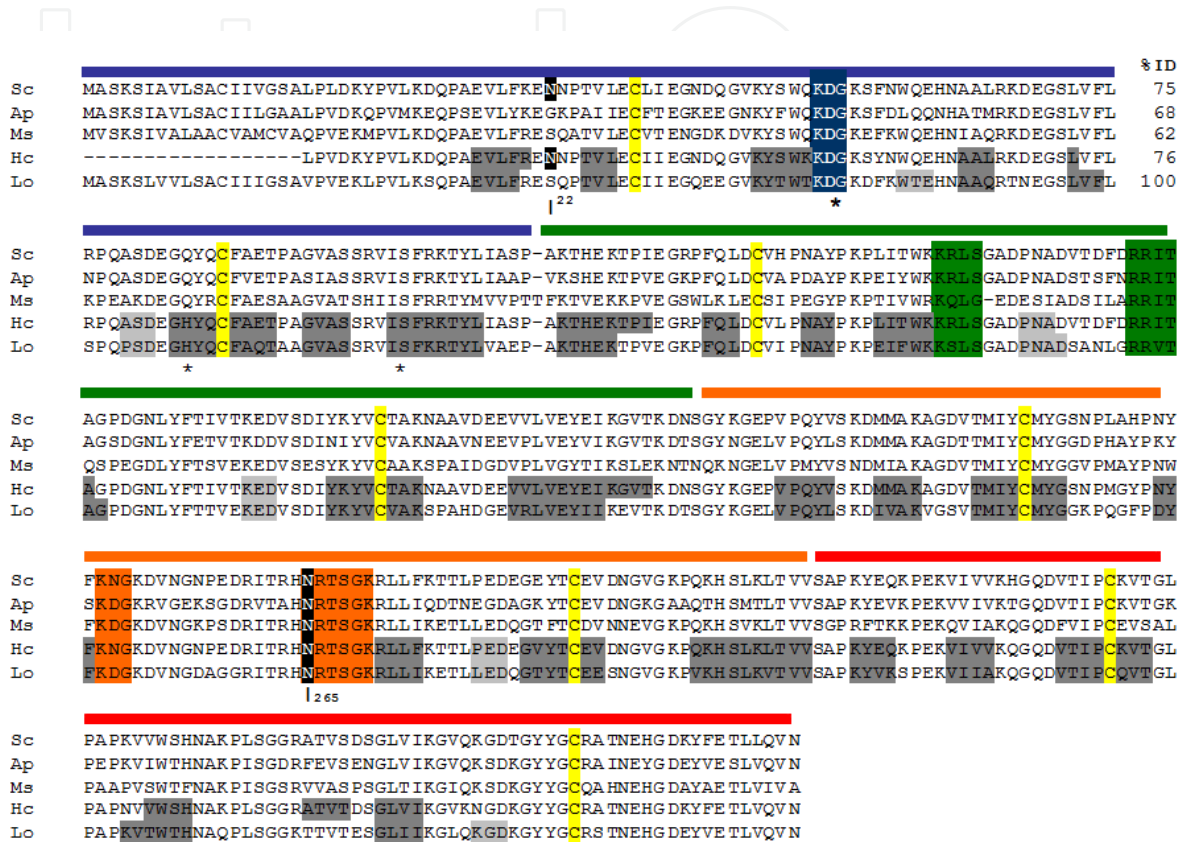 % ID
Sc MASKSIAVLSACIIVGSALPLDKYPVLKDQPAEVLFKENNPTVLECLIEGNDQGVKYSWQKDGKSFNWQEHNAALRKDEGSLVFL 75
Ap MASKSIAVLSACIILGAALPVDKQPVMKEQPSEVLYKEGKPAIIECFTEGKEEGNKYFWQKDGKSFDLQQNHATMRKDEGSLVFL 68
Ms MVSKSIVALAACVAMCVAQPVEKMPVLKDQPAEVLFRESQATVLECVTENGDKDVKYSWQKDGKEFKWQEHNIAQRKDEGSLVFL 62
Hc ------------------LPVDKYPVLKDQPAEVLFRENNPTVLECIIEGNDQGVKYSWKKDGKSYNWQEHNAALRKDEGSLVFL 76
Lo MASKSLVVLSACIIIGSAVPVEKLPVLKSQPAEVLFRESQPTVLECIIEGQEEGVKYTWTKDGKDFKWTEHNAAQRTNEGSLVFL 100
|22 *
Sc RPQASDEGQYQCFAETPAGVASSRVISFRKTYLIASP-AKTHEKTPIEGRPFQLDCVHPNAYPKPLITWKKRLSGADPNADVTDFDRRIT
Ap NPQASDEGQYQCFVETPASIASSRVISFRKTYLIAAP-VKSHEKTPVEGKPFQLDCVAPDAYPKPEITWKKRLSGADPNADSTSFNRRIT
Ms KPEAKDEGQYRCFAESAAGVATSHIISFRRTYMVVPTTFKTVEKKPVEGSWLKLECSIPEGYPKPTIVWRKQLG-EDESIADSILARRIT
Hc RPQASDEGHYQCFAETPAGVASSRVISFRKTYLIASP-AKTHEKTPIEGRPFQLDCVLPNAYPKPLITWKKRLSGADPNADVTDFDRRIT
Lo SPQPSDEGHYQCFAQTAAGVASSRVISFKRTYLVAEP-AKTHEKTPVEGKPFQLDCVIPNAYPKPEIFWKKSLSGADPNADSANLGRRVT
* *
Sc AGPDGNLYFTIVTKEDVSDIYKYVCTAKNAAVDEEVVLVEYEIKGVTKDNSGYKGEPVPQYVSKDMMAKAGDVTMIYCMYGSNPLAHPNY
Ap AGSDGNLYFETVTKDDVSDINIYVCVAKNAAVNEEVPLVEYVIKGVTKDTSGYNGELVPQYLSKDMMAKAGDTTMIYCMYGGDPHAYPKY
Ms QSPEGDLYFTSVEKEDVSESYKYVCAAKSPAIDGDVPLVGYTIKSLEKNTNQKNGELVPMYVSNDMIAKAGDVTMIYCMYGGVPMAYPNW
Hc AGPDGNLYFTIVTKEDVSDIYKYVCTAKNAAVDEEVVLVEYEIKGVTKDNSGYKGEPVPQYVSKDMMAKAGDVTMIYCMYGSNPMGYPNY
Lo AGPDGNLYFTTVTKEDVSDIYKYVCVAKSPAHDGEVRLVEYIIKEVTKDTSGYKGELVPQYLSKDIVAKVGSVTMIYCMYGGKPQGFPDY
Sc FKNGKDVNGNPEDRITRHNRTSGKRLLFKTTLPEDEGEYTCEVDNGVGKPQKHSLKLTVVSAPKYEQKPEKVIVVKHGQDVTIPCKVTGL
Ap SKDGKRVGEKSGDRVTAHNRTSGKRLLIQDTNEGDAGKYTCEVDNGKGAAQTHSMTLTVVSAPKYEVKPEKVVIVKTGQDVTIPCKVTGK
Ms FKDGKDVNGKPSDRITRHNRTSGKRLLIKETLLEDQGTFTCDVNNEVGKPQKHSVKLTVVSGPRFTKKPEKQVIAKQGQDFVIPCEVSAL
Hc FKNGKDVNGNPEDRITRHNRTSGKRLLFKTTLPEDEGVYTCEVDNGVGKPQKHSLKLTVVSAPKYEQKPEKVIVVKQGQDVTIPCKVTGL
Lo FKDGKDVNGDAGGRITRHNRTSGKRLLIKETLLEDQGTYTCEESNGVGKPVKHSLKVTVVSAPKYVKSPEKVIIAKQGQDVTIPCQVTGL
|265
Sc PAPKVVWSHNAKPLSGGRATVSDSGLVIKGVQKGDTGYYGCRATNEHGDKYFETLLQVN
Ap PEPKVIWTHNAKPISGDRFEVSENGLVIKGVQKSDKGYYGCRAINEYGDEYVESLVQVN
Ms PAAPVSWTFNAKPISGSRVVASPSGLTIKGIQKSDKGYYGCQAHNEHGDAYAETLVIVA
Hc PAPNVVWSHNAKPLSGGRATVTDSGLVIKGVKNGDKGYYGCRATNEHGDKYFETLVQVN
Lo PAPKVTWTHNAQPLSGGKTTVTESGLIIKGLQKGDKGYYGCRSTNEHGDEYVETLVQVN